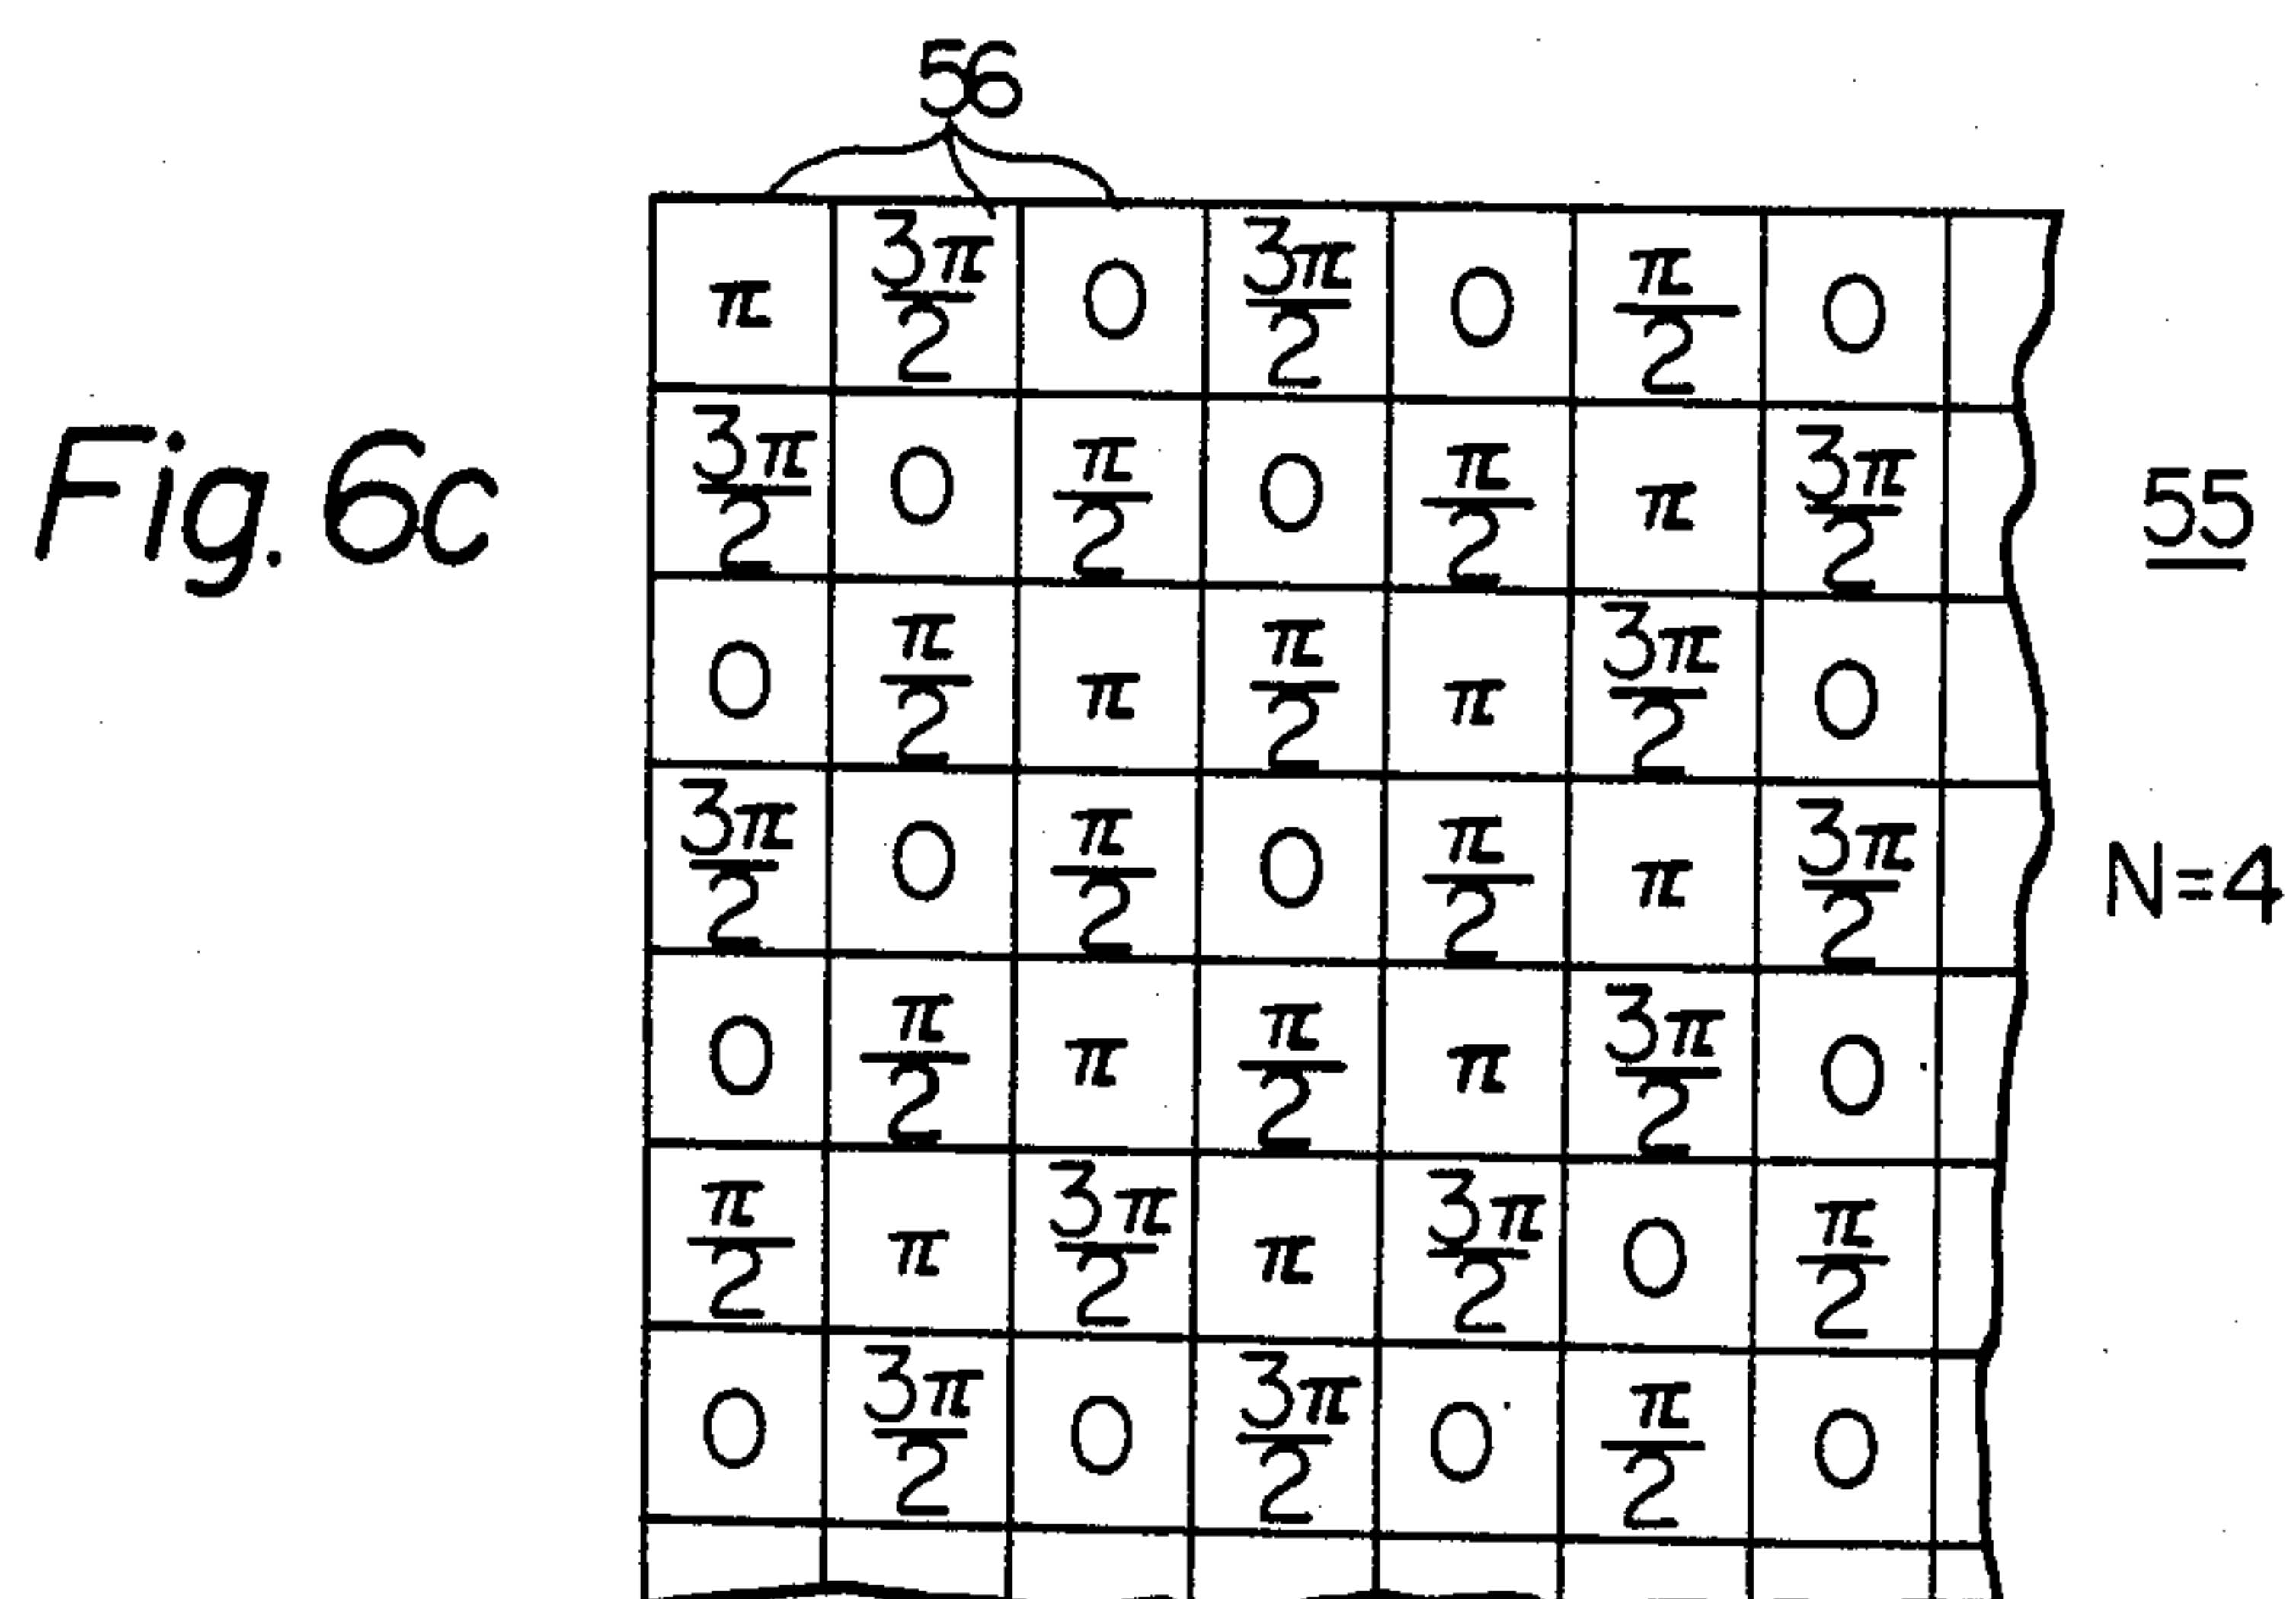 56
π 3π/2 0 3π/2 0 π/2 0
3π/2 0 π/2 0 π/2 π 3π/2
0 π/2 π π/2 π 3π/2 0
3π/2 0 π/2 0 π/2 π 3π/2
0 π/2 π π/2 π 3π/2 0
π/2 π 3π/2 π 3π/2 0 π/2
0 3π/2 0 3π/2 0 π/2 0
Fig. 6c
55
N=4